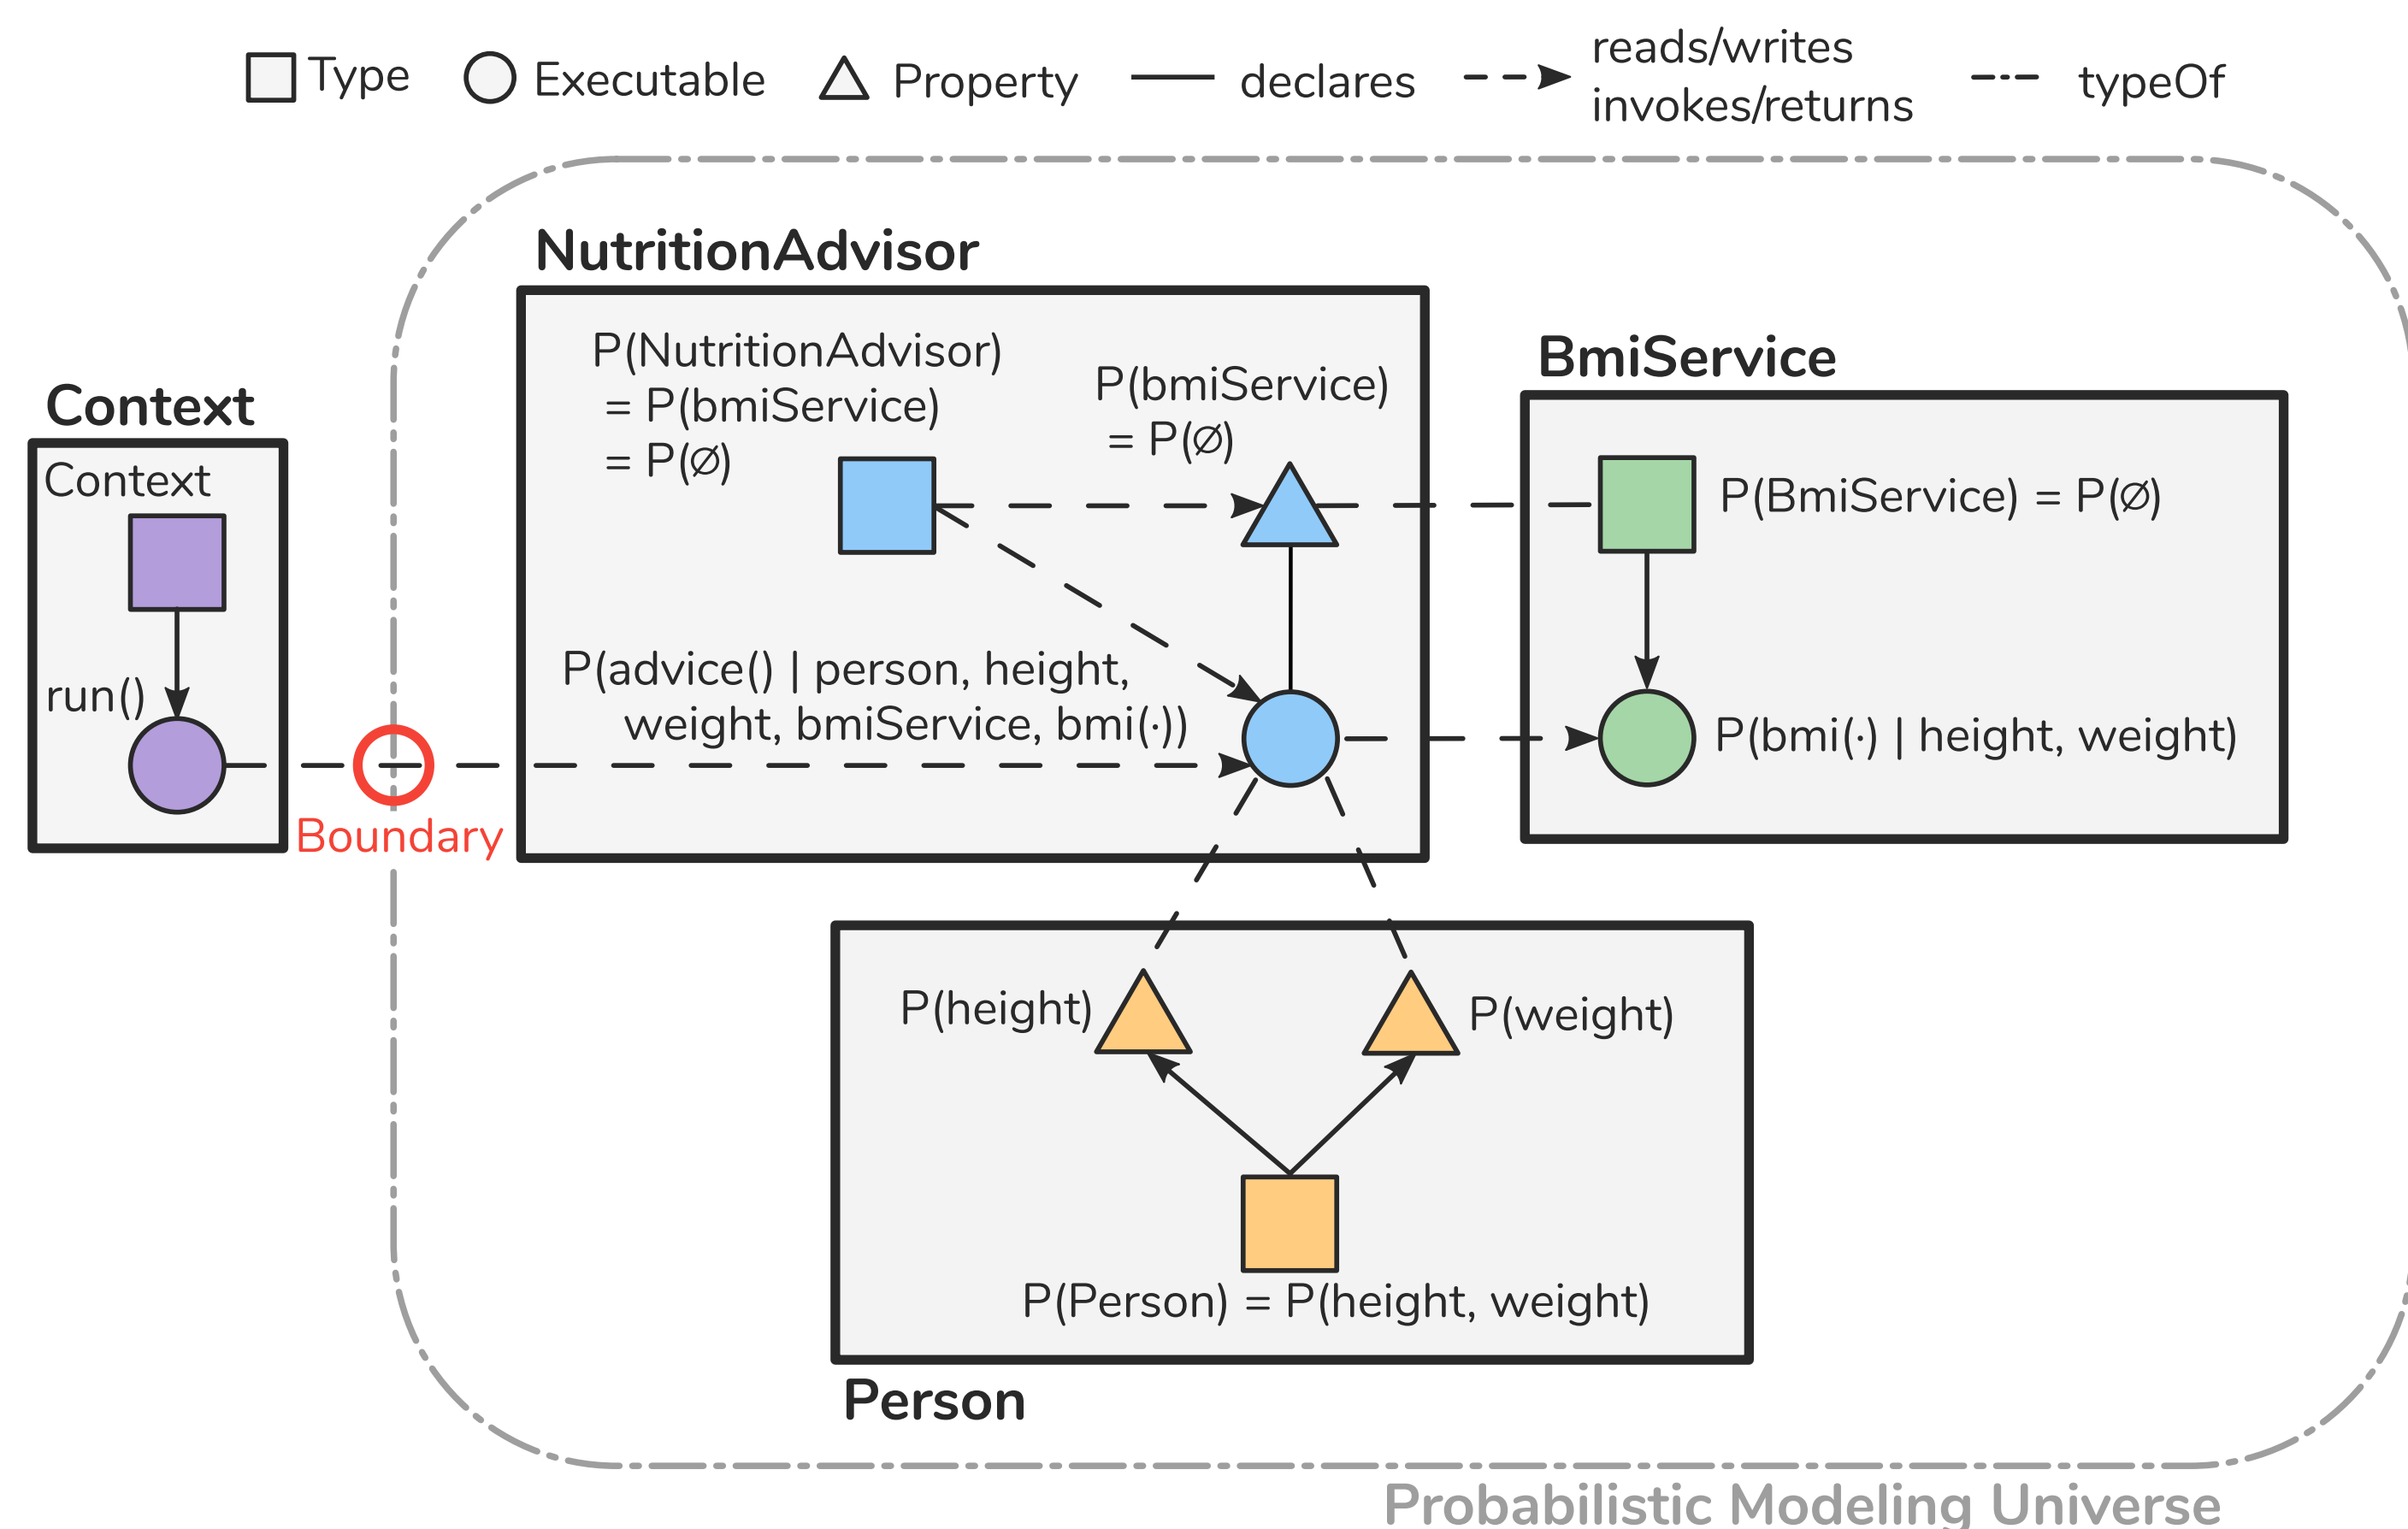 Type
Executable
Property
declares
reads/writes
invokes/returns
typeOf
NutritionAdvisor
P(NutritionAdvisor)
= P(bmiService)
= P(∅)
P(bmiService)
= P(∅)
BmiService
P(BmiService) = P(∅)
Context
Context
run()
P(advice() | person, height,
weight, bmiService, bmi(·))
P(bmi(·) | height, weight)
Boundary
P(height)
P(weight)
P(Person) = P(height, weight)
Person
Probabilistic Modeling Universe